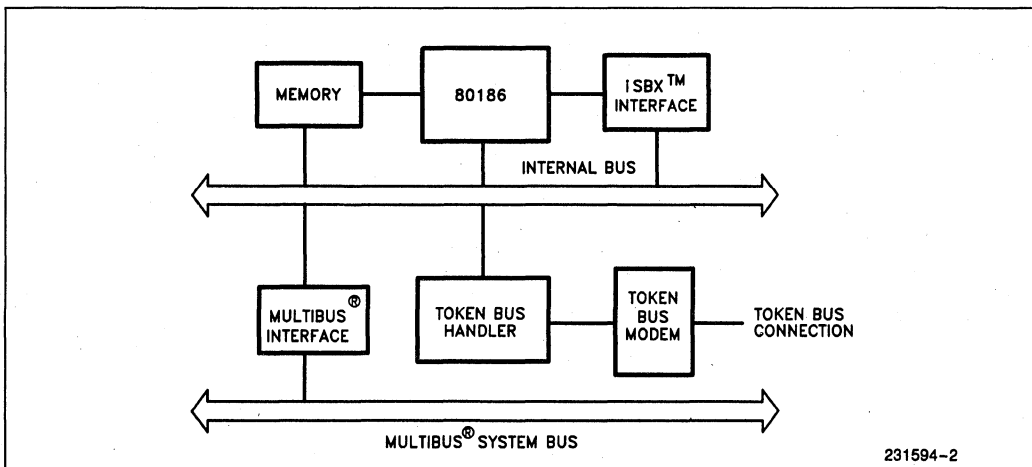 MEMORY
80186
iSBX™
INTERFACE
INTERNAL BUS
MULTIBUS®
INTERFACE
TOKEN BUS
HANDLER
TOKEN
BUS
MODEM
TOKEN BUS
CONNECTION
MULTIBUS® SYSTEM BUS
231594-2